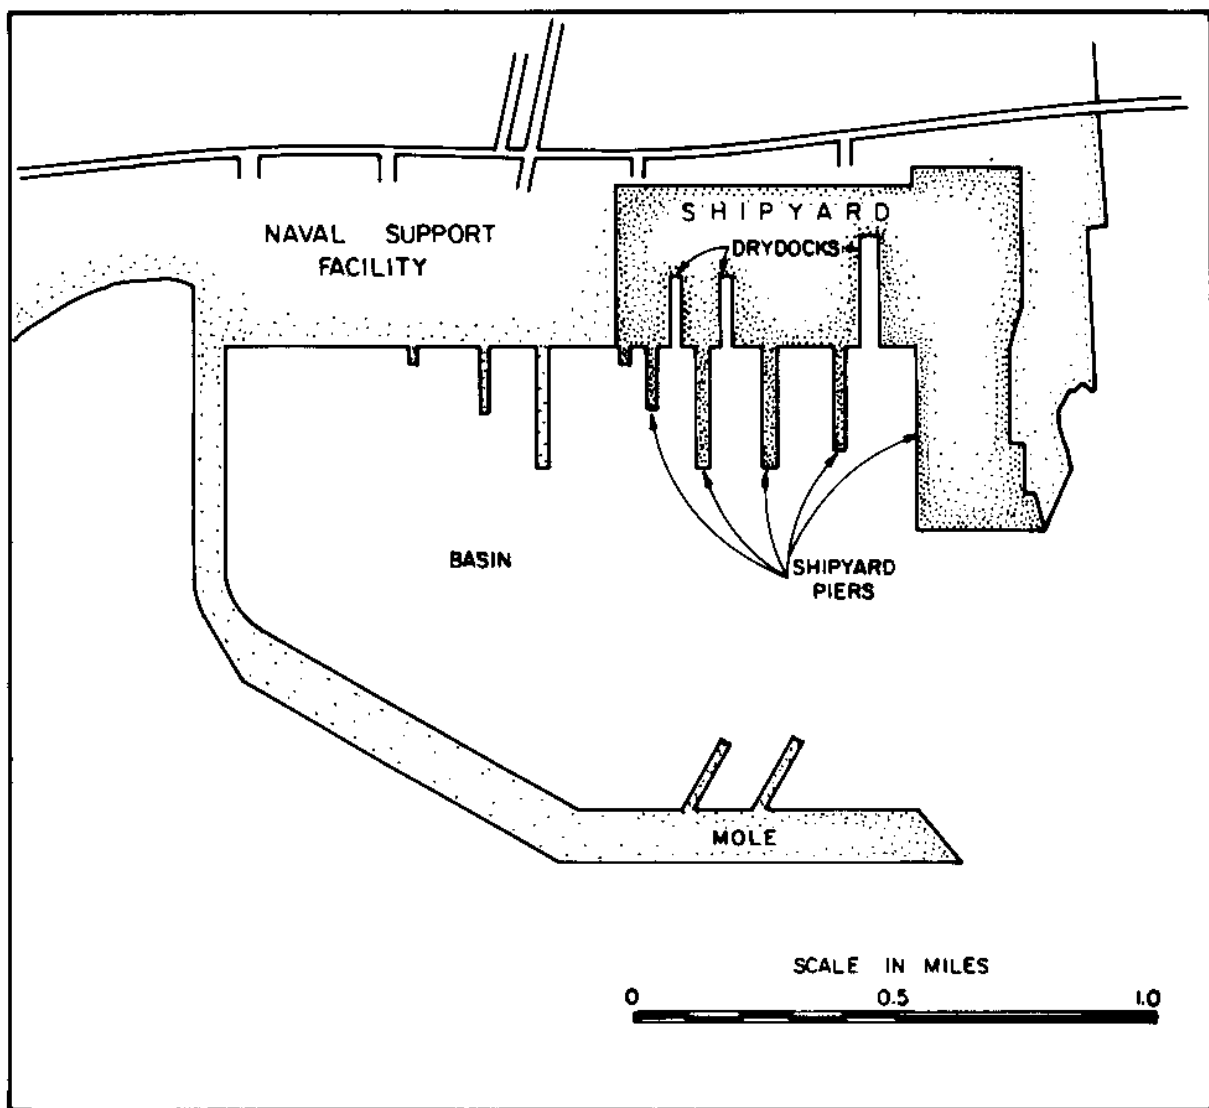 SHIPYARD
NAVAL SUPPORT
FACILITY
DRYDOCKS
BASIN
SHIPYARD
PIERS
MOLE
SCALE IN MILES
0 0.5 1.0